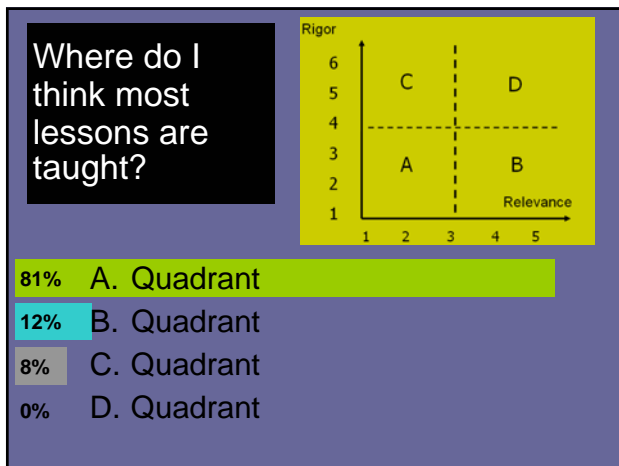 Where do I
think most
lessons are
taught?
Rigor
6
5
4
3
2
1
C
D
A
B
Relevance
1 2 3 4 5
81% A. Quadrant
12% B. Quadrant
8% C. Quadrant
0% D. Quadrant